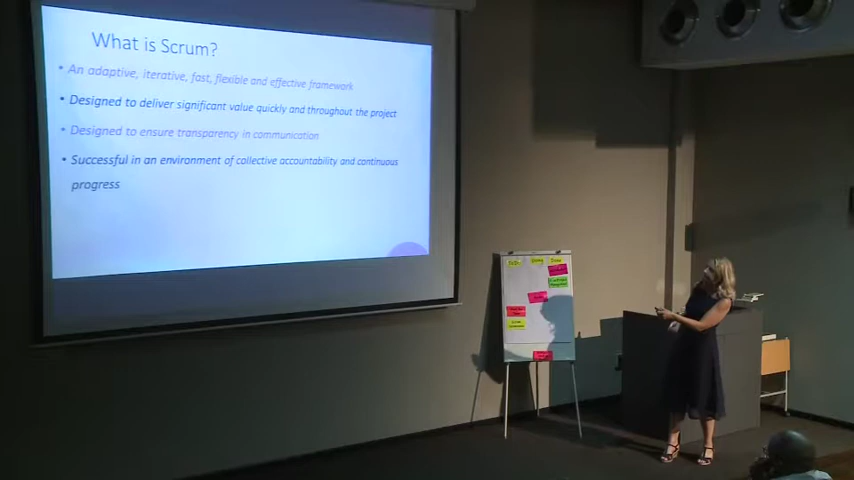 What is Scrum?
• An adaptive, iterative, fast, flexible and effective framework
• Designed to deliver significant value quickly and throughout the project
• Designed to ensure transparency in communication
• Successful in an environment of collective accountability and continuous
progress
Doing